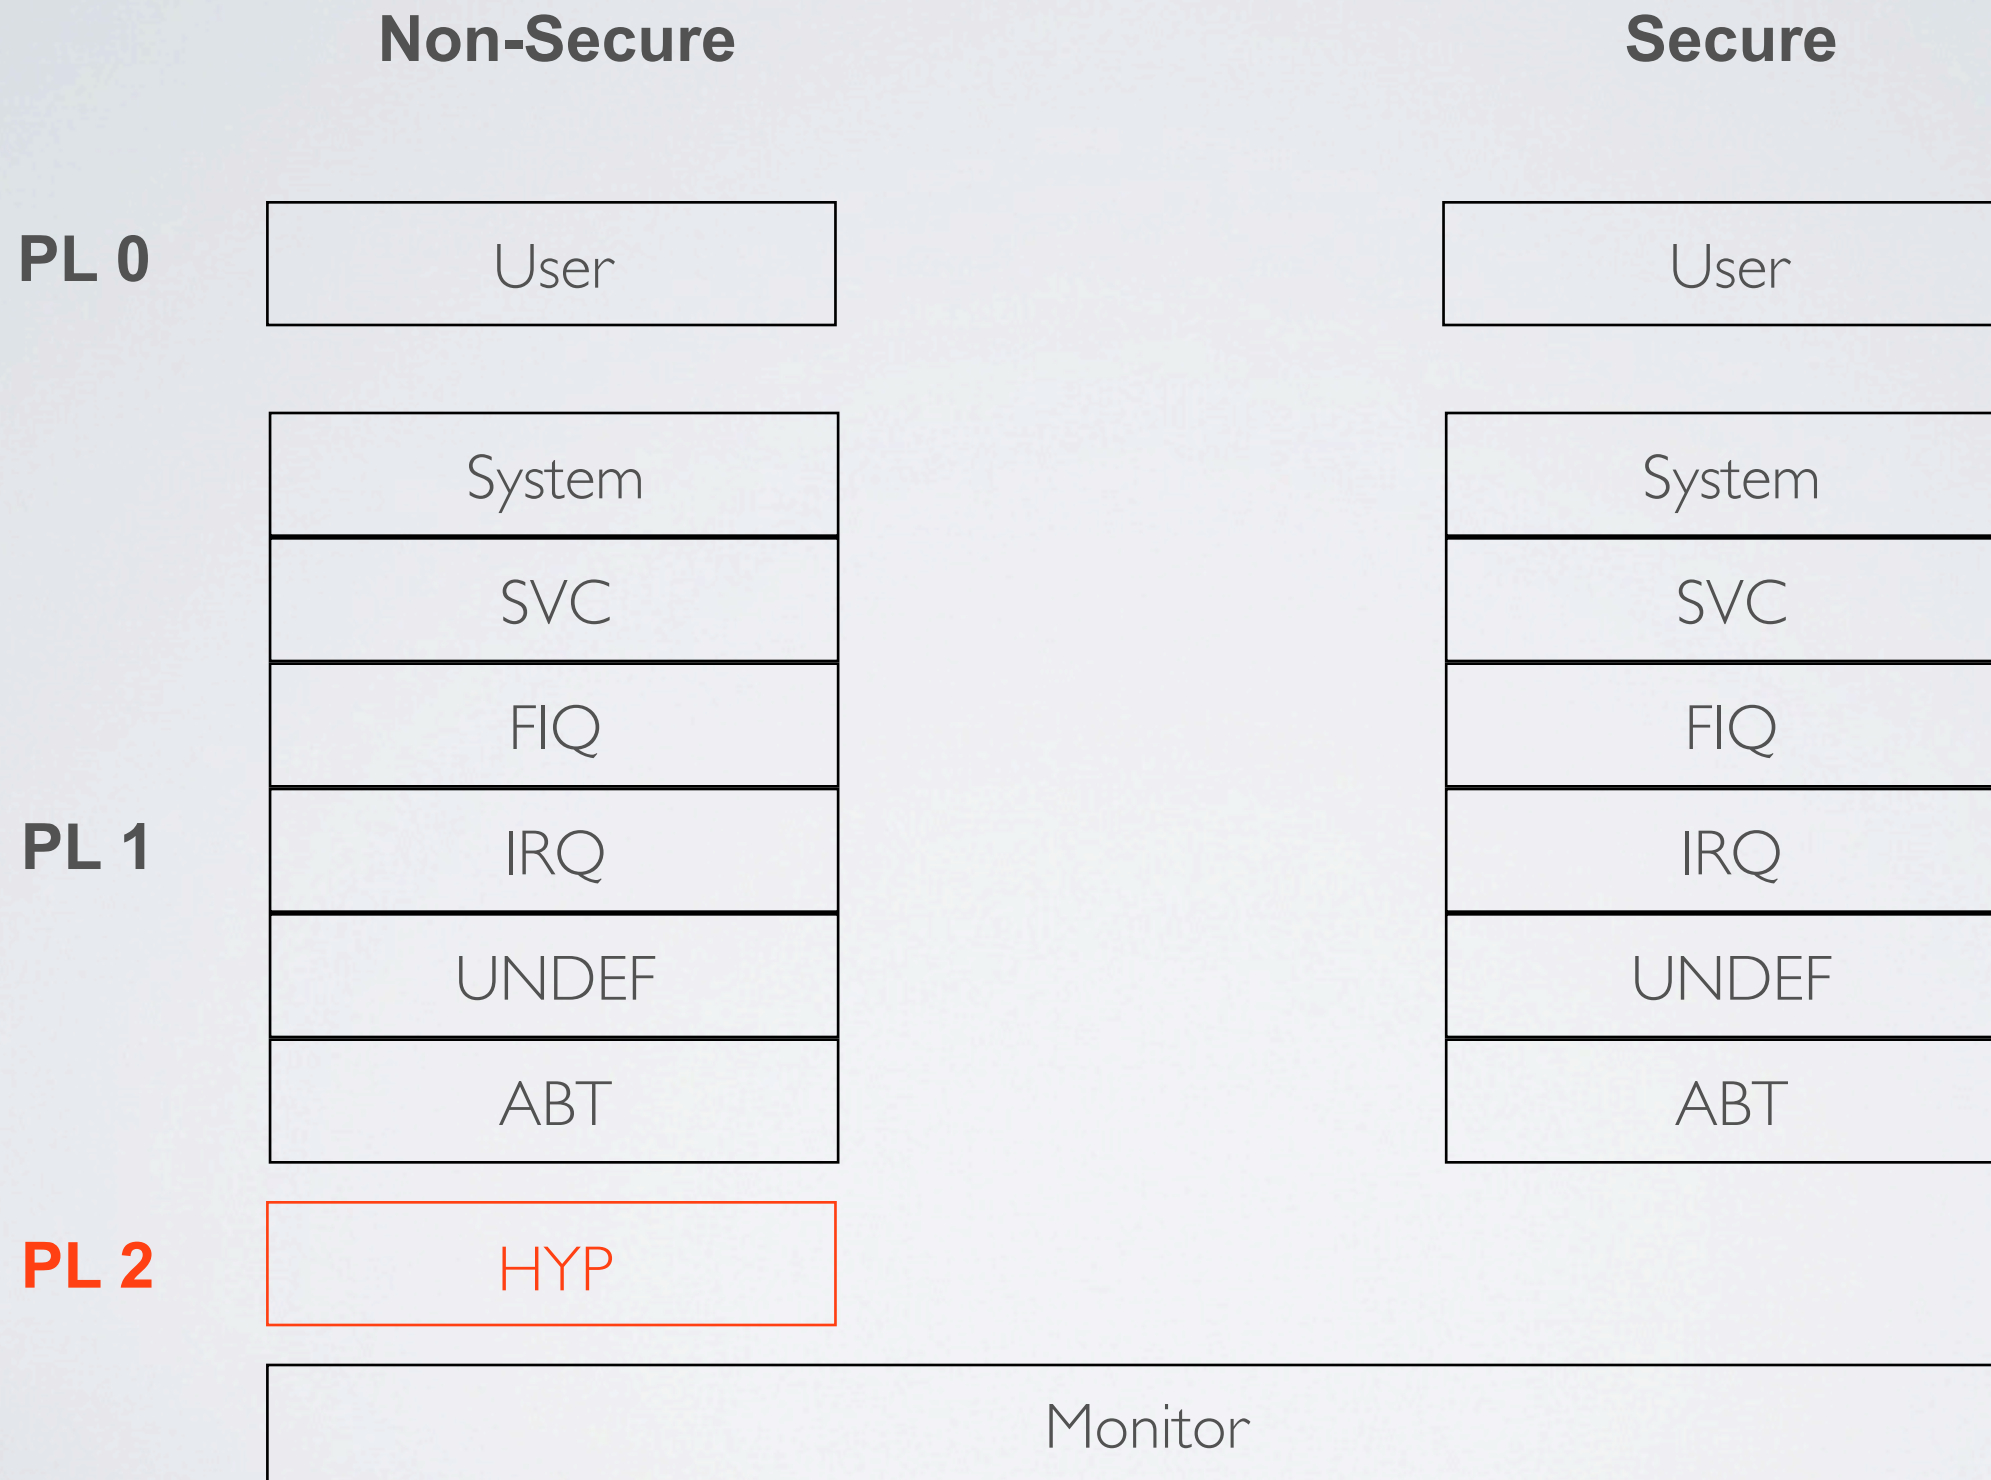 Non-Secure Secure
PL 0 User User
System System
SVC SVC
FIQ FIQ
PL 1 IRQ IRQ
UNDEF UNDEF
ABT ABT
PL 2 HYP
Monitor